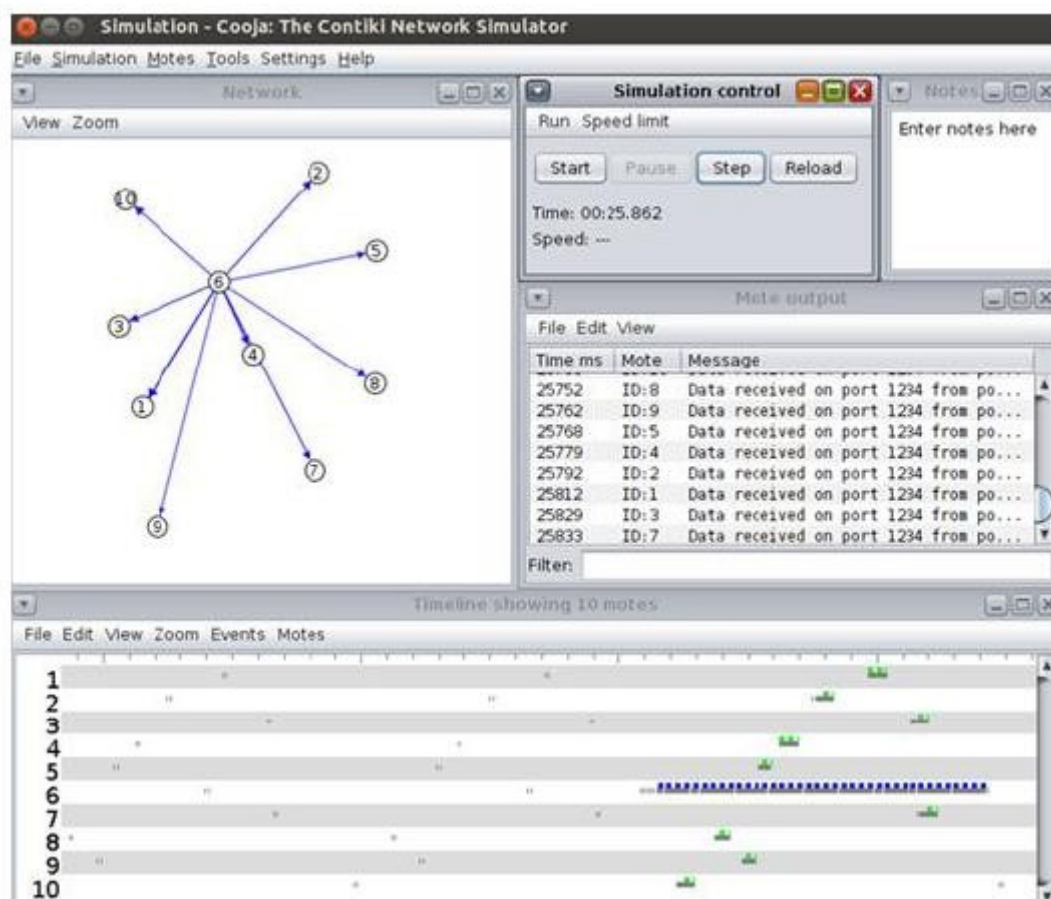 Simulation - Cooja: The Contiki Network Simulator
File Simulation Motes Tools Settings Help
Network
View Zoom
2
10
5
6
3
4
8
1
7
9
Simulation control
Run Speed limit
Start Pause Step Reload
Time: 00:25.862
Speed: ---
Notes
Enter notes here
Mote output
File Edit View
Time ms Mote Message
25752 ID:8 Data received on port 1234 from po...
25762 ID:9 Data received on port 1234 from po...
25768 ID:5 Data received on port 1234 from po...
25779 ID:4 Data received on port 1234 from po...
25792 ID:2 Data received on port 1234 from po...
25812 ID:1 Data received on port 1234 from po...
25829 ID:3 Data received on port 1234 from po...
25833 ID:7 Data received on port 1234 from po...
Filter:
Timeline showing 10 motes
File Edit View Zoom Events Motes
1
2
3
4
5
6
7
8
9
10